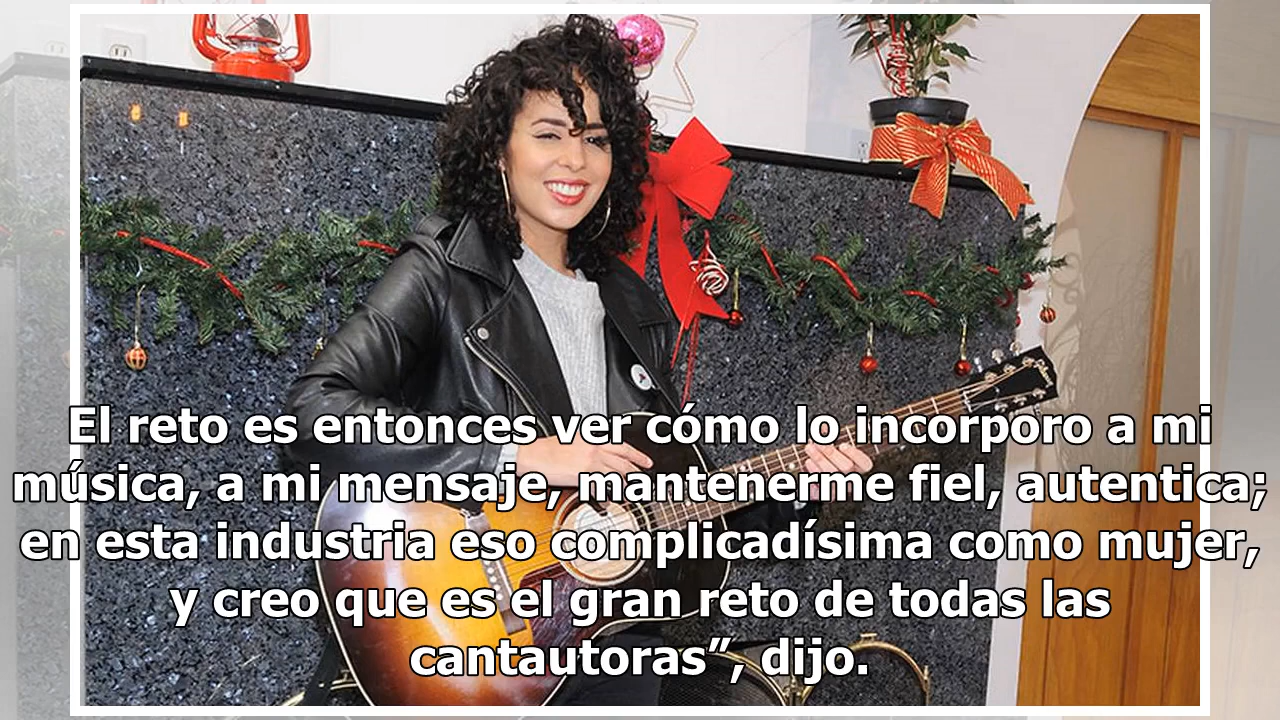 El reto es entonces ver cómo lo incorporo a mi
música, a mi mensaje, mantenerme fiel, autentica;
en esta industria eso complicadísima como mujer,
y creo que es el gran reto de todas las
cantautoras”, dijo.